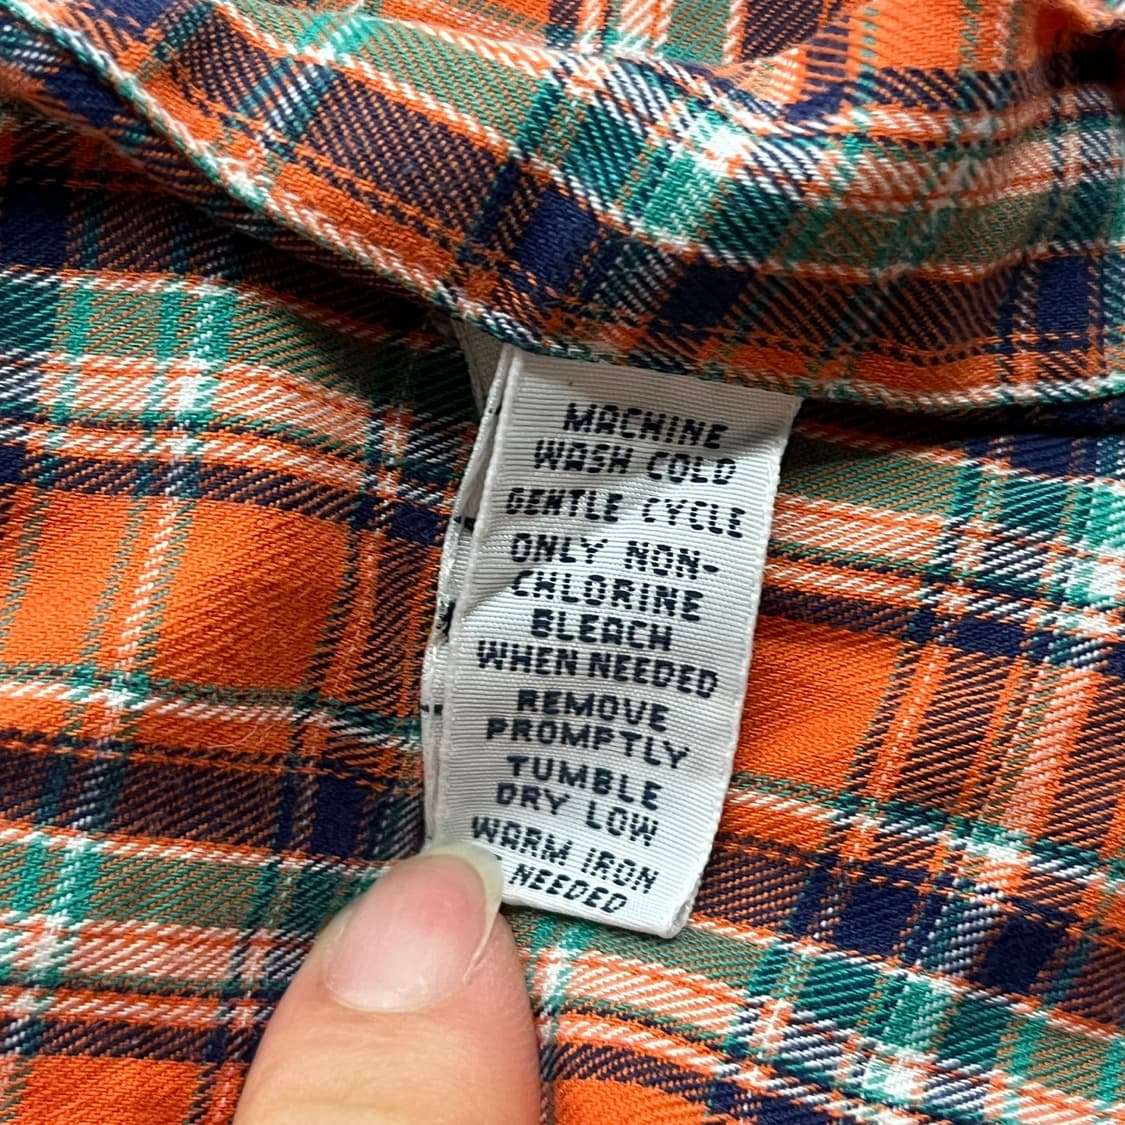 MACHINE
WASH COLD
GENTLE CYCLE
ONLY NON-
CHLORINE
BLEACH
WHEN NEEDED
REMOVE
PROMPTLY
TUMBLE
DRY LOW
WARM IRON
NEEDED